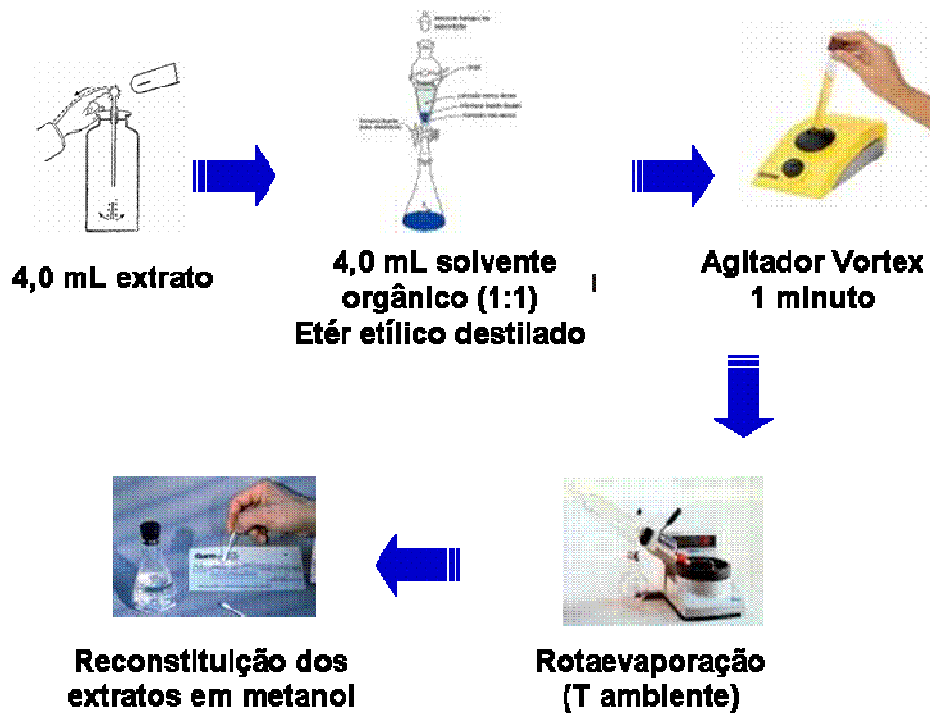 4,0 mL extrato
4,0 mL solvente
orgânico (1:1)
Etér etílico destilado
Agitador Vortex
1 minuto
Rotaevaporação
(T ambiente)
Reconstituição dos
extratos em metanol